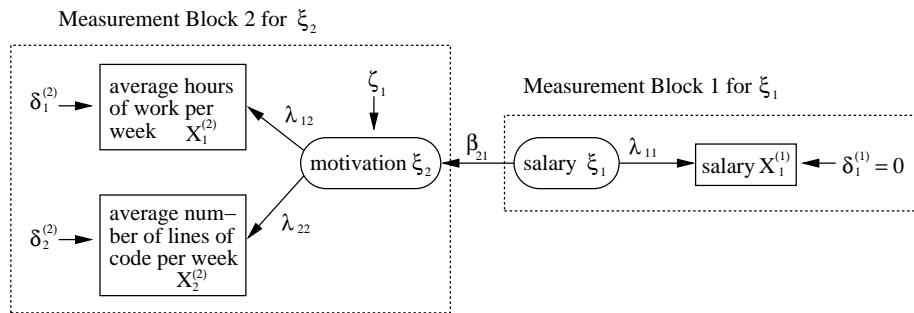 Measurement Block 2 for ξ₂
Measurement Block 1 for ξ₁
δ₁⁽²⁾
average hours
of work per
week X₁⁽²⁾
λ₁₂
ζ₁
motivation ξ₂
β₂₁
salary ξ₁
λ₁₁
salary X₁⁽¹⁾
δ₁⁽¹⁾=0
δ₂⁽²⁾
average num–
ber of lines of
code per week
X₂⁽²⁾
λ₂₂